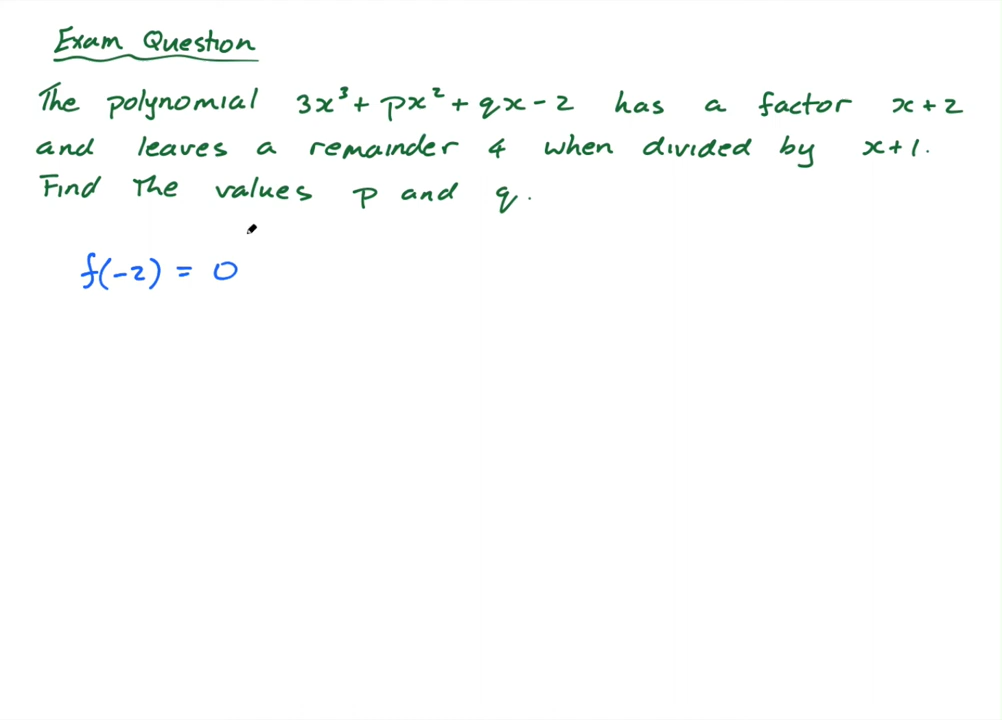 Exam Question
The polynomial 3x³ + px² + qx - 2 has a factor x + 2
and leaves a remainder 4 when divided by x + 1.
Find the values p and q.
f(-2) = 0